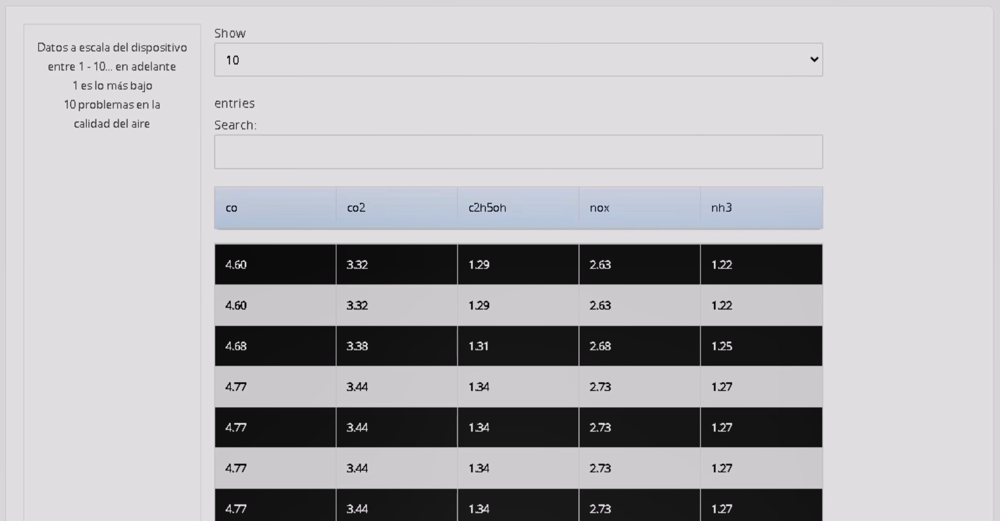 Datos a escala del dispositivo
entre 1 - 10... en adelante
1 es lo más bajo
10 problemas en la
calidad del aire
Show
10
entries
Search:
co co2 c2h5oh nox nh3
4.60 3.32 1.29 2.63 1.22
4.60 3.32 1.29 2.63 1.22
4.68 3.38 1.31 2.68 1.25
4.77 3.44 1.34 2.73 1.27
4.77 3.44 1.34 2.73 1.27
4.77 3.44 1.34 2.73 1.27
4.77 3.44 1.34 2.73 1.27